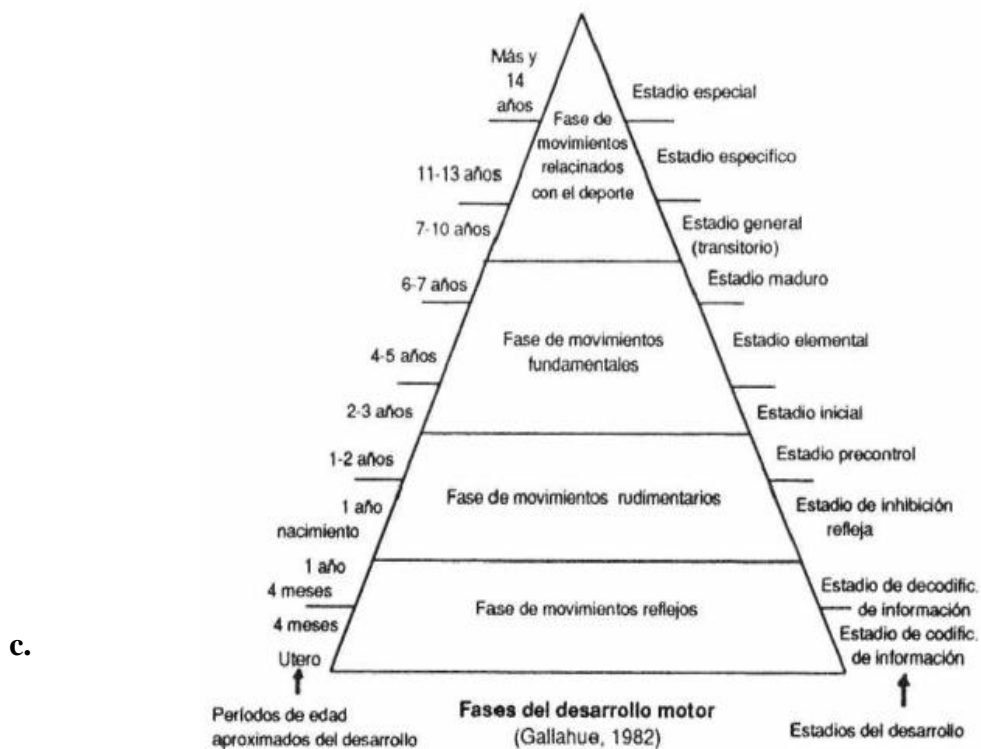 Más y
14
años
Estadio especial
Fase de
movimientos
relacinados
con el deporte
Estadio especifico
11-13 años
7-10 años
Estadio general
(transitorio)
6-7 años
Estadio maduro
Fase de movimientos
fundamentales
Estadio elemental
4-5 años
2-3 años
Estadio inicial
1-2 años
Estadio precontrol
Fase de movimientos rudimentarios
1 año
nacimiento
Estadio de inhibición
refleja
1 año
4 meses
Fase de movimientos reflejos
Estadio de decodific.
de información
4 meses
Utero
Estadio de codific.
de información
c.
Períodos de edad
aproximados del desarrollo
Fases del desarrollo motor
(Gallahue, 1982)
Estadios del desarrollo